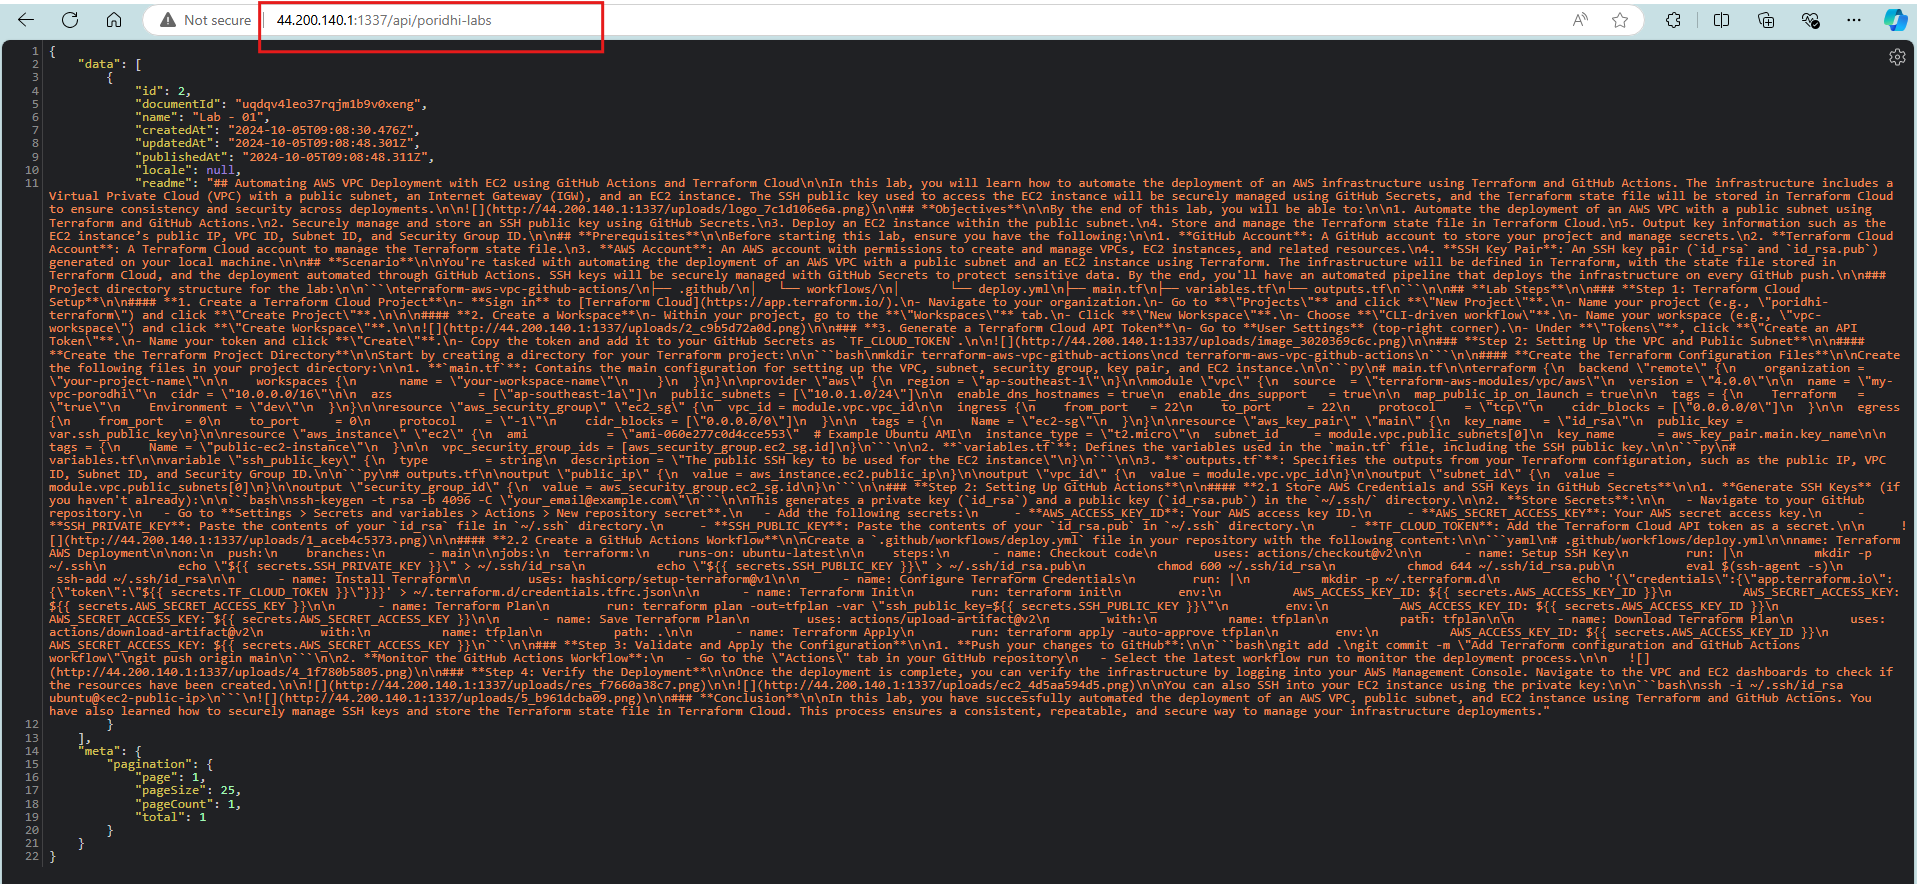 Not secure
44.200.140.1:1337/api/poridhi-labs
1 {
2 "data": [
3 {
4 "id": 2,
5 "documentId": "uqdqv4leo37rqjm1b9v0xeng",
6 "name": "Lab - 01",
7 "createdAt": "2024-10-05T09:08:30.476Z",
8 "updatedAt": "2024-10-05T09:08:48.301Z",
9 "publishedAt": "2024-10-05T09:08:48.311Z",
10 "locale": null,
11 "readme": "## Automating AWS VPC Deployment with EC2 using GitHub Actions and Terraform Cloud\n\nIn this lab, you will learn how to automate the deployment of an AWS infrastructure using Terraform and GitHub Actions. The infrastructure includes a
Virtual Private Cloud (VPC) with a public subnet, an Internet Gateway (IGW), and an EC2 instance. The SSH key used to access the EC2 instance will be securely managed using GitHub Secrets, and the Terraform state file will be stored in Terraform Cloud
to ensure consistency and security across deployments.\n\n![](http://44.200.140.1:1337/uploads/logo_7c1d106e6a.png)\n\n## **Objectives**\n\nBy the end of this lab, you will be able to:\n\n1. Automate the deployment of an AWS VPC with a public subnet using
Terraform and GitHub Actions.\n2. Securely manage and store an SSH public key using GitHub Secrets.\n3. Deploy an EC2 instance within the public subnet.\n4. Store and manage the Terraform state file in Terraform Cloud.\n5. Output key information such as the
EC2 instance's public IP, VPC ID, Subnet ID, and Security Group ID.\n\n## **Prerequisites**\n\nBefore starting this lab, ensure you have the following:\n\n1. **GitHub Account**: A GitHub account to store your project and manage secrets.\n2. **Terraform Cloud
Account**: A Terraform Cloud account to manage the Terraform state file.\n3. **AWS Account**: An AWS account with permissions to create and manage VPCs, EC2 instances, and related resources.\n4. **SSH Key Pair**: An SSH key pair (`id_rsa` and `id_rsa.pub`)
generated on your local machine.\n\n## **Scenario**\n\nYou're tasked with automating the deployment of an AWS VPC with a public subnet and an EC2 instance using Terraform. The infrastructure will be defined in Terraform, with the state file stored in
Terraform Cloud, and the deployment automated through GitHub Actions. SSH keys will be securely managed with GitHub Secrets to protect sensitive data. By the end, you'll have an automated pipeline that deploys the infrastructure on every GitHub push.\n\n###
Project directory structure for the lab:\n\n```\nterraform-aws-vpc-github-actions/\n├── .github/\n│   └── workflows/\n│       └── deploy.yml\n├── main.tf\n├── variables.tf\n└── outputs.tf\n```\n\n## **Lab Steps**\n\n### **Step 1: Terraform Cloud
Setup**\n\n#### **1. Create a Terraform Cloud Project**\n- **Sign in** to [Terraform Cloud](https://app.terraform.io/).\n- Navigate to your organization.\n- Go to **\"Projects\"** and click **\"New Project\"**.\n- Name your project (e.g., \"poridhi-
terraform\") and click **\"Create Project\"**.\n\n\n\n#### **2. Create a Workspace**\n- Within your project, go to the **\"Workspaces\"** tab.\n- Click **\"New Workspace\"**.\n- Choose **\"CLI-driven workflow\"**.\n- Name your workspace (e.g., \"vpc-
workspace\") and click **\"Create Workspace\"**.\n\n![](http://44.200.140.1:1337/uploads/2_c9b5d72a0d.png)\n\n### **3. Generate a Terraform Cloud API Token**\n- Go to **User Settings** (top-right corner).\n- Under **\"Tokens\"**, click **\"Create an API
Token\"**.\n- Name your token and click **\"Create\"**.\n- Copy the token and add it to your GitHub Secrets as `TF_CLOUD_TOKEN`.\n\n![](http://44.200.140.1:1337/uploads/image_3020369c6c.png)\n\n### **Step 2: Setting Up the VPC and Public Subnet**\n\n####
**Create the Terraform Project Directory**\n\nStart by creating a directory for your Terraform project:\n\n```bash\nmkdir terraform-aws-vpc-github-actions\ncd terraform-aws-vpc-github-actions\n```\n\n#### **Create the Terraform Configuration Files**\n\nCreate
the following files in your project directory:\n\n1. **`main.tf`**: Contains the main configuration for setting up the VPC, subnet, security group, key pair, and EC2 instance.\n\n```py\n# main.tf\n\nterraform {\n  backend \"remote\" {\n    organization =
\"your-project-name\"\n\n    workspaces {\n      name = \"your-workspace-name\"\n    }\n  }\n}\n\nprovider \"aws\" {\n  region = \"ap-southeast-1\"\n}\n\nmodule \"vpc\" {\n  source  = \"terraform-aws-modules/vpc/aws\"\n  version = \"4.0.0\"\n\n  name = \"my-
vpc-porodhi\"\n  cidr = \"10.0.0.0/16\"\n\n  azs            = [\"ap-southeast-1a\"]\n  public_subnets = [\"10.0.1.0/24\"]\n\n  enable_dns_hostnames = true\n  enable_dns_support   = true\n\n  map_public_ip_on_launch = true\n\n  tags = {\n    Terraform   =
\"true\"\n    Environment = \"dev\"\n  }\n}\n\nresource \"aws_security_group\" \"ec2_sg\" {\n  vpc_id = module.vpc.vpc_id\n\n  ingress {\n    from_port   = 22\n    to_port     = 22\n    protocol    = \"tcp\"\n    cidr_blocks = [\"0.0.0.0/0\"]\n  }\n\n  egress
{\n    from_port   = 0\n    to_port     = 0\n    protocol    = \"-1\"\n    cidr_blocks = [\"0.0.0.0/0\"]\n  }\n\n  tags = {\n    Name = \"ec2-sg\"\n  }\n}\n\nresource \"aws_key_pair\" \"main\" {\n  key_name   = \"id_rsa\"\n  public_key =
var.ssh_public_key\n}\n\nresource \"aws_instance\" \"ec2\" {\n  ami           = \"ami-060e277c0d4cce553\"  # Example Ubuntu AMI\n  instance_type = \"t2.micro\"\n  subnet_id     = module.vpc.public_subnets[0]\n  key_name      = aws_key_pair.main.key_name\n\n
tags = {\n    Name = \"public-ec2-instance\"\n  }\n\n  vpc_security_group_ids = [aws_security_group.ec2_sg.id]\n}\n```\n\n2. **`variables.tf`**: Defines the variables used in the `main.tf` file, including the SSH public key.\n\n```py\n#
variables.tf\n\nvariable \"ssh_public_key\" {\n  type        = string\n  description = \"The public SSH key to be used for the EC2 instance\"\n}\n```\n\n3. **`outputs.tf`**: Specifies the outputs from your Terraform configuration, such as the public IP, VPC
ID, Subnet ID, and Security Group ID.\n\n```py\n# outputs.tf\n\noutput \"public_ip\" {\n  value = aws_instance.ec2.public_ip\n}\n\noutput \"vpc_id\" {\n  value = module.vpc.vpc_id\n}\n\noutput \"subnet_id\" {\n  value =
module.vpc.public_subnets[0]\n}\n\noutput \"security_group_id\" {\n  value = aws_security_group.ec2_sg.id\n}\n```\n\n### **Step 2: Setting Up GitHub Actions**\n\n#### **2.1 Store AWS Credentials and SSH Keys in GitHub Secrets**\n\n1. **Generate SSH Keys** (if
you haven't already):\n\n```bash\nssh-keygen -t rsa -b 4096 -C \"your_email@example.com\"\n```\n\nThis generates a private key (`id_rsa`) and a public key (`id_rsa.pub`) in the `~/.ssh/` directory.\n\n2. **Store Secrets**:\n\n   - Navigate to your GitHub
repository.\n   - Go to **Settings > Secrets and variables > Actions > New repository secret**.\n   - Add the following secrets:\n     - **AWS_ACCESS_KEY_ID**: Your AWS access key ID.\n     - **AWS_SECRET_ACCESS_KEY**: Your AWS secret access key.\n     -
**SSH_PRIVATE_KEY**: Paste the contents of your `id_rsa` file in `~/.ssh` directory.\n     - **SSH_PUBLIC_KEY**: Paste the contents of your `id_rsa.pub` in `~/.ssh` directory.\n     - **TF_CLOUD_TOKEN**: Add the Terraform Cloud API token as a secret.\n\n     !
[](http://44.200.140.1:1337/uploads/1_aceb4c5373.png)\n\n#### **2.2 Create a GitHub Actions Workflow**\n\nCreate a `.github/workflows/deploy.yml` file in your repository with the following content:\n\n```yaml\n# .github/workflows/deploy.yml\n\nname: Terraform
AWS Deployment\n\non:\n  push:\n    branches:\n      - main\n\njobs:\n  terraform:\n    runs-on: ubuntu-latest\n\n    steps:\n      - name: Checkout code\n        uses: actions/checkout@v2\n\n      - name: Setup SSH Key\n        run: |\n          mkdir -p
~/.ssh\n          echo \"${{ secrets.SSH_PRIVATE_KEY }}\" > ~/.ssh/id_rsa\n          echo \"${{ secrets.SSH_PUBLIC_KEY }}\" > ~/.ssh/id_rsa.pub\n          chmod 600 ~/.ssh/id_rsa\n          chmod 644 ~/.ssh/id_rsa.pub\n          eval $(ssh-agent -s)\n
ssh-add ~/.ssh/id_rsa\n\n      - name: Install Terraform\n        uses: hashicorp/setup-terraform@v1\n\n      - name: Configure Terraform Credentials\n        run: |\n          mkdir -p ~/.terraform.d\n          echo '{\"credentials\":{\"app.terraform.io\":
{\"token\":\"${{ secrets.TF_CLOUD_TOKEN }}\"}}}' > ~/.terraform.d/credentials.tfrc.json\n\n      - name: Terraform Init\n        run: terraform init\n        env:\n          AWS_ACCESS_KEY_ID: ${{ secrets.AWS_ACCESS_KEY_ID }}\n          AWS_SECRET_ACCESS_KEY:
${{ secrets.AWS_SECRET_ACCESS_KEY }}\n\n      - name: Terraform Plan\n        run: terraform plan -out=tfplan -var \"ssh_public_key=${{ secrets.SSH_PUBLIC_KEY }}\"\n        env:\n          AWS_ACCESS_KEY_ID: ${{ secrets.AWS_ACCESS_KEY_ID }}\n
AWS_SECRET_ACCESS_KEY: ${{ secrets.AWS_SECRET_ACCESS_KEY }}\n\n      - name: Save Terraform Plan\n        uses: actions/upload-artifact@v2\n        with:\n          name: tfplan\n          path: tfplan\n\n      - name: Download Terraform Plan\n        uses:
actions/download-artifact@v2\n        with:\n          name: tfplan\n          path: .\n\n      - name: Terraform Apply\n        run: terraform apply -auto-approve tfplan\n        env:\n          AWS_ACCESS_KEY_ID: ${{ secrets.AWS_ACCESS_KEY_ID }}\n
AWS_SECRET_ACCESS_KEY: ${{ secrets.AWS_SECRET_ACCESS_KEY }}\n```\n\n### **Step 3: Validate and Apply the Configuration**\n\n1. **Push your changes to GitHub**:\n\n```bash\ngit add .\ngit commit -m \"Add Terraform configuration and GitHub Actions
workflow\"\ngit push origin main\n```\n\n2. **Monitor the GitHub Actions Workflow**:\n   - Go to the \"Actions\" tab in your GitHub repository\n   - Select the latest workflow run to monitor the deployment process.\n\n   ![]
(http://44.200.140.1:1337/uploads/4_1f780b5805.png)\n\n### **Step 4: Verify the Deployment**\n\nOnce the deployment is complete, you can verify the infrastructure by logging into your AWS Management Console. Navigate to the VPC and EC2 dashboards to check if
the resources have been created.\n\n![](http://44.200.140.1:1337/uploads/res_f7660a38c7.png)\n\n![](http://44.200.140.1:1337/uploads/ec2_4d5aa594d5.png)\n\nYou can also SSH into your EC2 instance using the private key:\n\n```bash\nssh -i ~/.ssh/id_rsa
ubuntu@<ec2-public-ip>\n```\n![](http://44.200.140.1:1337/uploads/5_b961dcba09.png)\n\n### **Conclusion**\n\nIn this lab, you have successfully automated the deployment of an AWS VPC, public subnet, and EC2 instance using Terraform and GitHub Actions. You
have also learned how to securely manage SSH keys and store the Terraform state file in Terraform Cloud. This process ensures a consistent, repeatable, and secure way to manage your infrastructure deployments."
12 }
13 ],
14 "meta": {
15 "pagination": {
16 "page": 1,
17 "pageSize": 25,
18 "pageCount": 1,
19 "total": 1
20 }
21 }
22 }